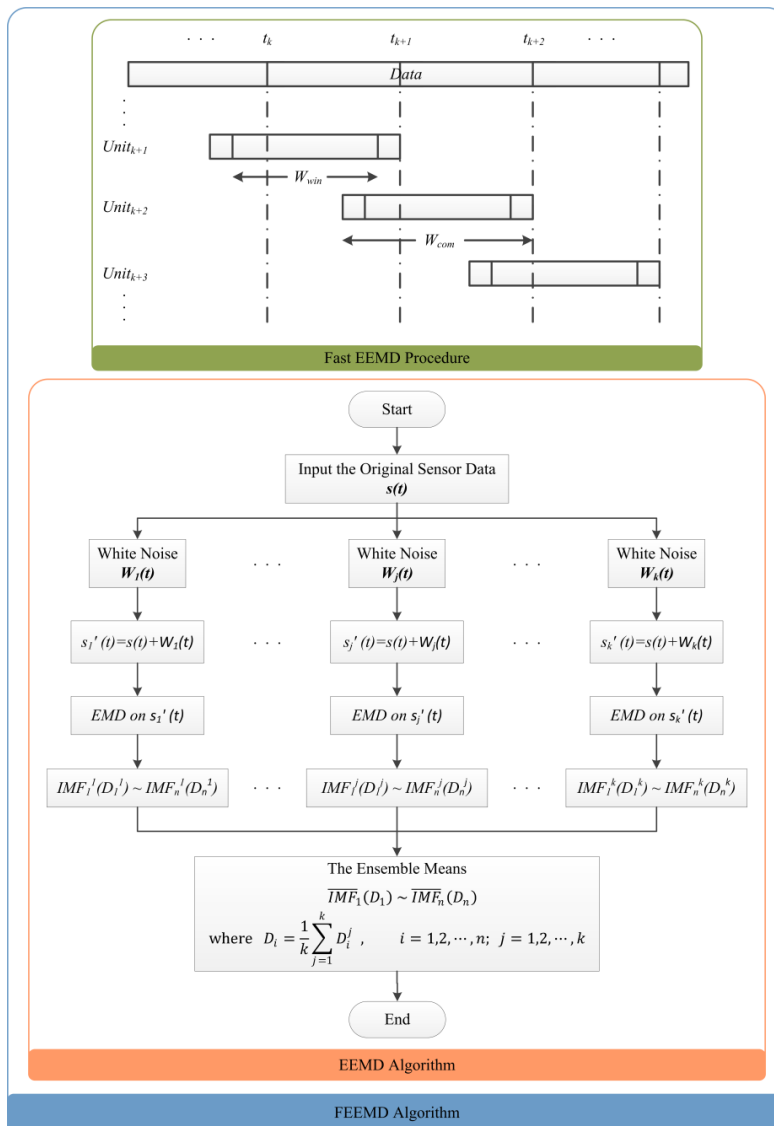 · · · t_k t_{k+1} t_{k+2} · · ·
Data
Unit_{k+1}
W_{win}
Unit_{k+2}
W_{com}
Unit_{k+3}
Fast EEMD Procedure
Start
Input the Original Sensor Data
s(t)
White Noise
W_1(t)
· · ·
White Noise
W_j(t)
· · ·
White Noise
W_k(t)
s_1'(t)=s(t)+W_1(t) · · · s_j'(t)=s(t)+W_j(t) · · · s_k'(t)=s(t)+W_k(t)
EMD on s_1'(t) EMD on s_j'(t) EMD on s_k'(t)
IMF_1^1(D_1^1) ~ IMF_n^1(D_n^1) · · · IMF_1^j(D_1^j) ~ IMF_n^j(D_n^j) · · · IMF_1^k(D_1^k) ~ IMF_n^k(D_n^k)
The Ensemble Means
\overline{IMF}_1(D_1) ~ \overline{IMF}_n(D_n)
where D_i = \frac{1}{k}\sum_{j=1}^{k} D_i^j , i = 1,2,⋯,n; j = 1,2,⋯,k
End
EEMD Algorithm
FEEMD Algorithm